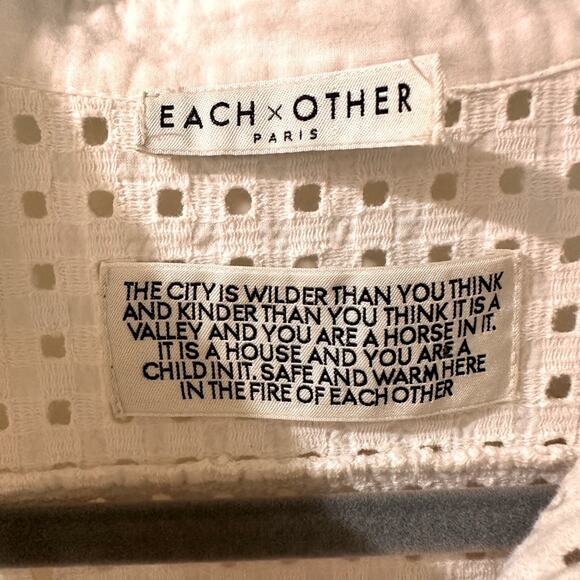 EACH × OTHER
PARIS
THE CITY IS WILDER THAN YOU THINK
AND KINDER THAN YOU THINK IT IS A
VALLEY AND YOU ARE A HORSE IN IT.
IT IS A HOUSE AND YOU ARE A
CHILD IN IT. SAFE AND WARM HERE
IN THE FIRE OF EACH OTHER